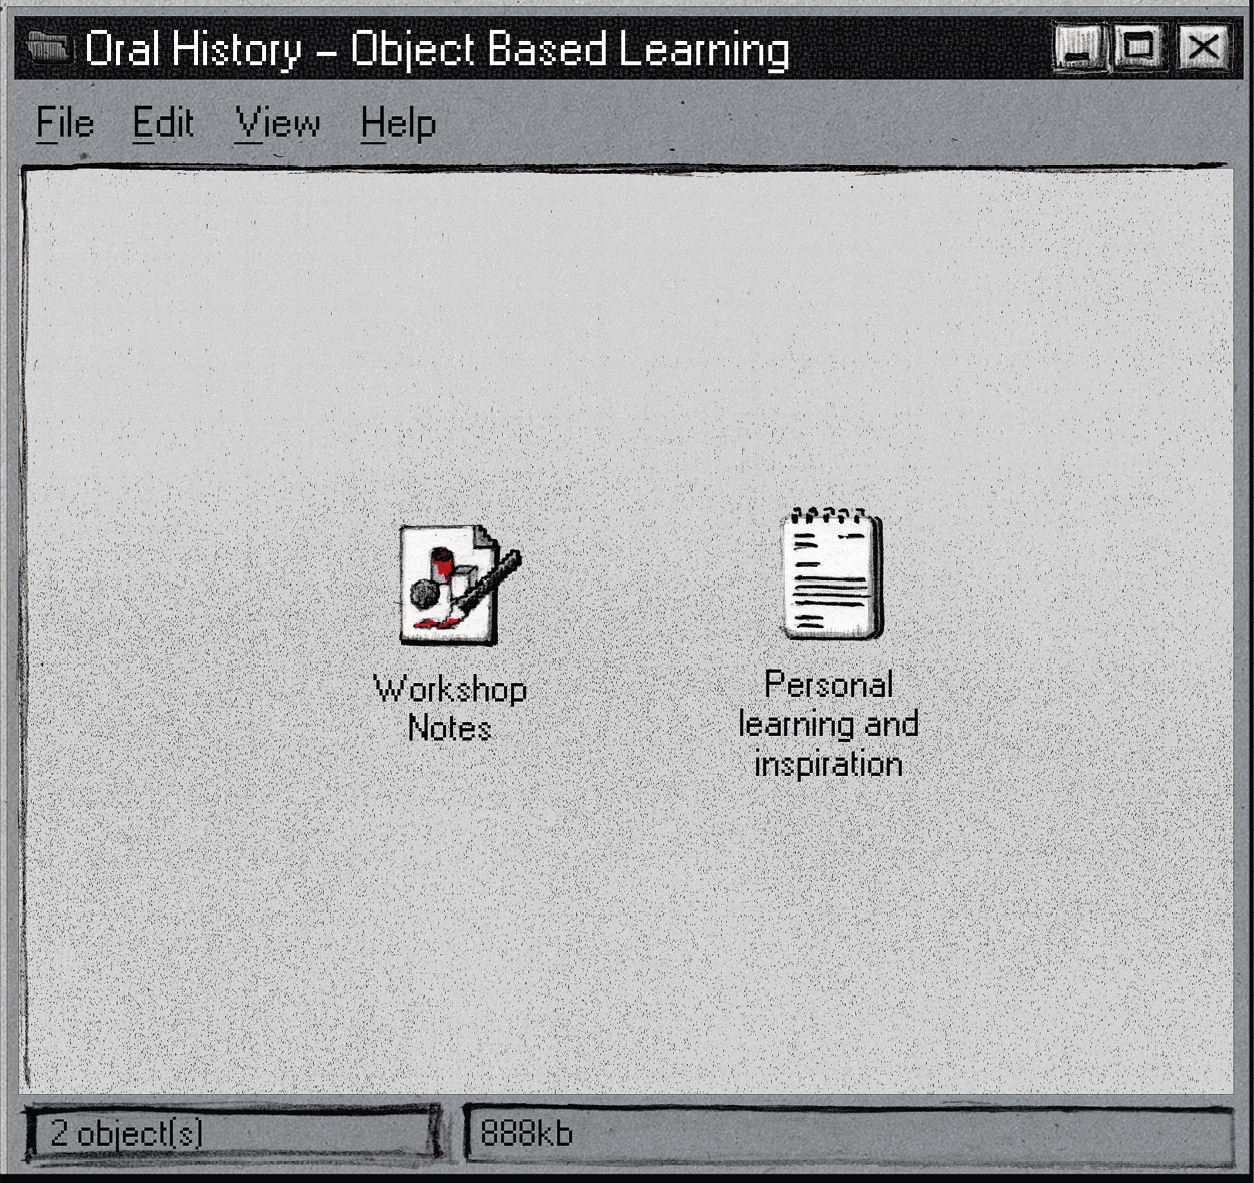 Oral History – Object Based Learning
File Edit View Help
Workshop
Notes
Personal
learning and
inspiration
2 object(s)
888kb